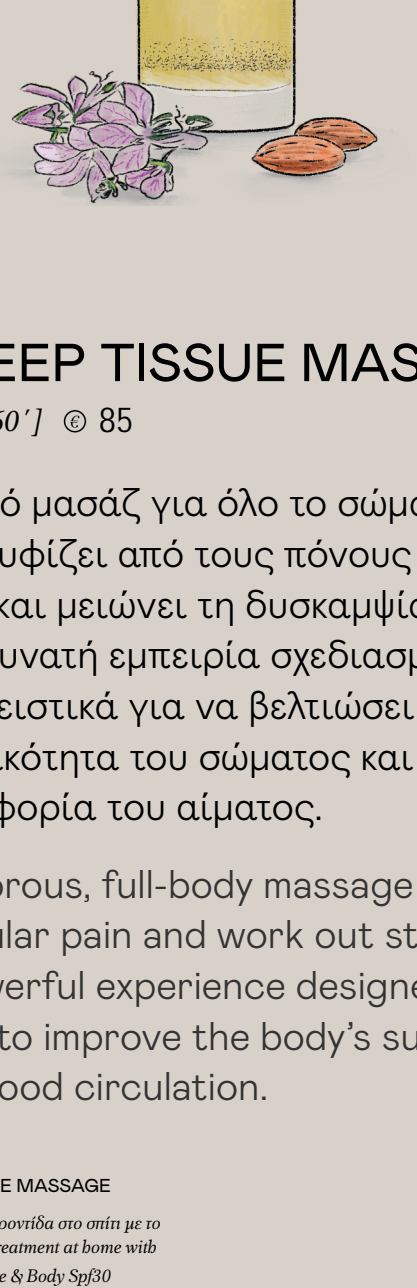 EEP TISSUE MAS
60′] € 85
ό μασάζ για όλο το σώμα
υφίζει από τους πόνους
και μειώνει τη δυσκαμψία
υνατή εμπειρία σχεδιασμ
ειστικά για να βελτιώσει
ικότητα του σώματος και
φορία του αίματος.
orous, full-body massage
ular pain and work out st
werful experience designe
to improve the body’s su
ood circulation.
E MASSAGE
ροντίδα στο σπίτι με το
reatment at home with
e & Body Spf30